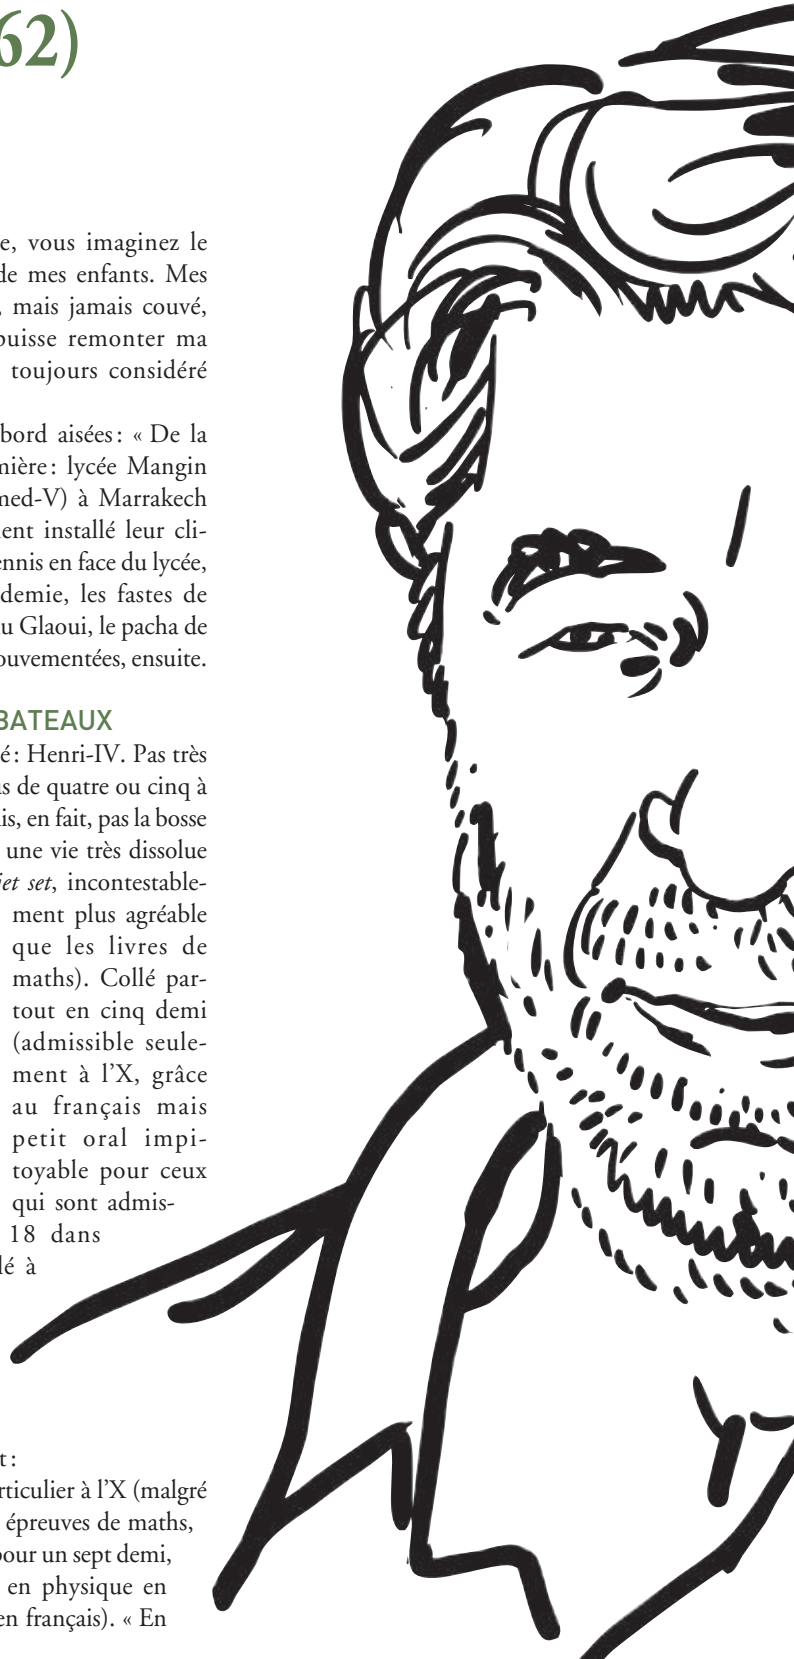 62)
e, vous imaginez le
de mes enfants. Mes
, mais jamais couvé,
puisse remonter ma
toujours considéré
bord aisées : « De la
mière : lycée Mangin
med-V) à Marrakech
ent installé leur cli-
ennis en face du lycée,
demie, les fastes de
u Glaoui, le pacha de
ouvementées, ensuite.
BATEAUX
é : Henri-IV. Pas très
us de quatre ou cinq à
is, en fait, pas la bosse
une vie très dissolue
jet set, incontestable-
ment plus agréable
que les livres de
maths). Collé par-
tout en cinq demi
(admissible seule-
ment à l’X, grâce
au français mais
petit oral impi-
toyable pour ceux
qui sont admis-
18 dans
lé à
t :
rticulier à l’X (malgré
épreuves de maths,
pour un sept demi,
en physique en
en français). « En